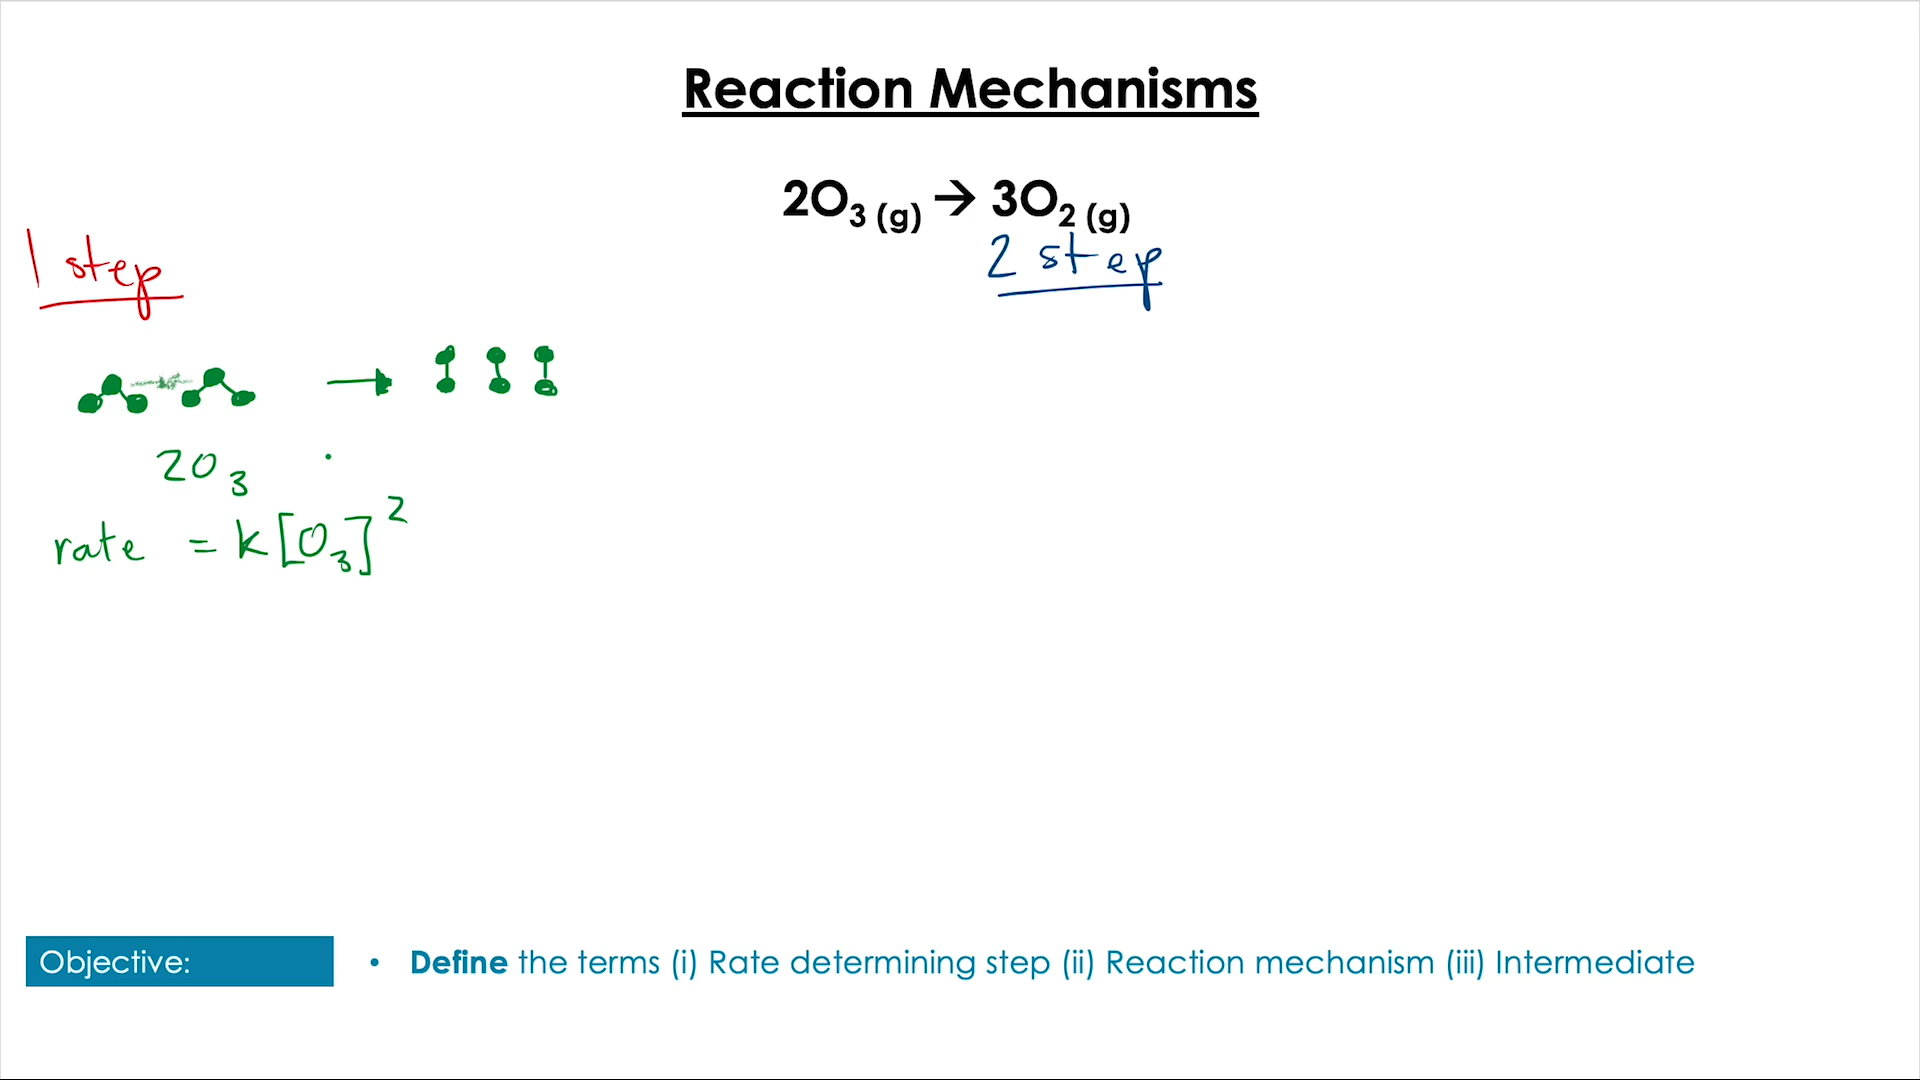 Reaction Mechanisms
2O₃ (g) → 3O₂ (g)
1 step
2 step
2O₃
rate = k[O₃]²
Objective:
• Define the terms (i) Rate determining step (ii) Reaction mechanism (iii) Intermediate